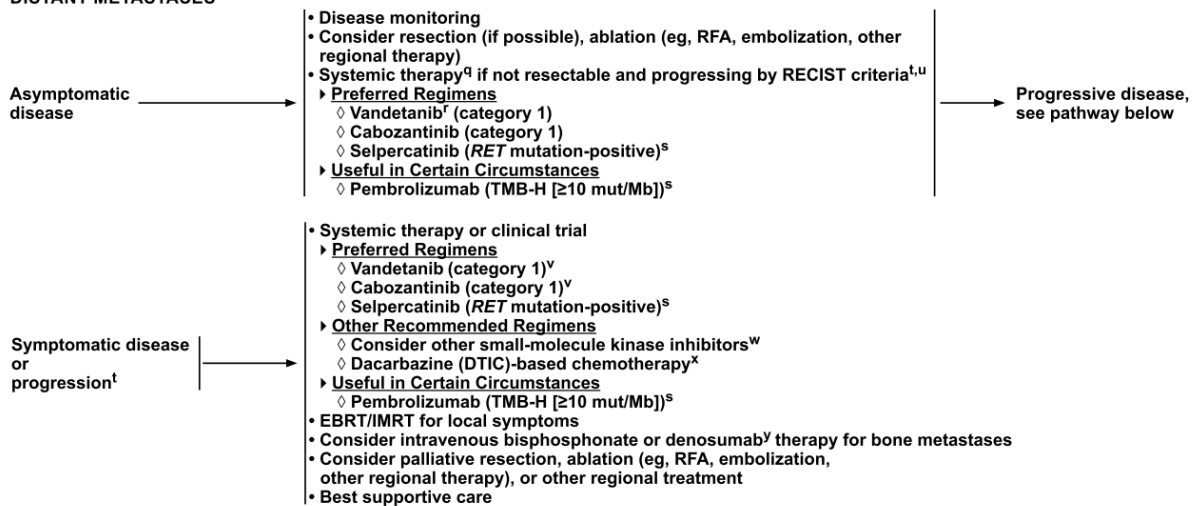 DISTANT METASTASES
• Disease monitoring
• Consider resection (if possible), ablation (eg, RFA, embolization, other
regional therapy)
• Systemic therapyq if not resectable and progressing by RECIST criteriat,u
Asymptomatic
disease
▸ Preferred Regimens
◊ Vandetanibr (category 1)
◊ Cabozantinib (category 1)
◊ Selpercatinib (RET mutation-positive)s
▸ Useful in Certain Circumstances
◊ Pembrolizumab (TMB-H [≥10 mut/Mb])s
Progressive disease,
see pathway below
Symptomatic disease
or
progressiont
• Systemic therapy or clinical trial
▸ Preferred Regimens
◊ Vandetanib (category 1)v
◊ Cabozantinib (category 1)v
◊ Selpercatinib (RET mutation-positive)s
▸ Other Recommended Regimens
◊ Consider other small-molecule kinase inhibitorsw
◊ Dacarbazine (DTIC)-based chemotherapyx
▸ Useful in Certain Circumstances
◊ Pembrolizumab (TMB-H [≥10 mut/Mb])s
• EBRT/IMRT for local symptoms
• Consider intravenous bisphosphonate or denosumaby therapy for bone metastases
• Consider palliative resection, ablation (eg, RFA, embolization,
other regional therapy), or other regional treatment
• Best supportive care